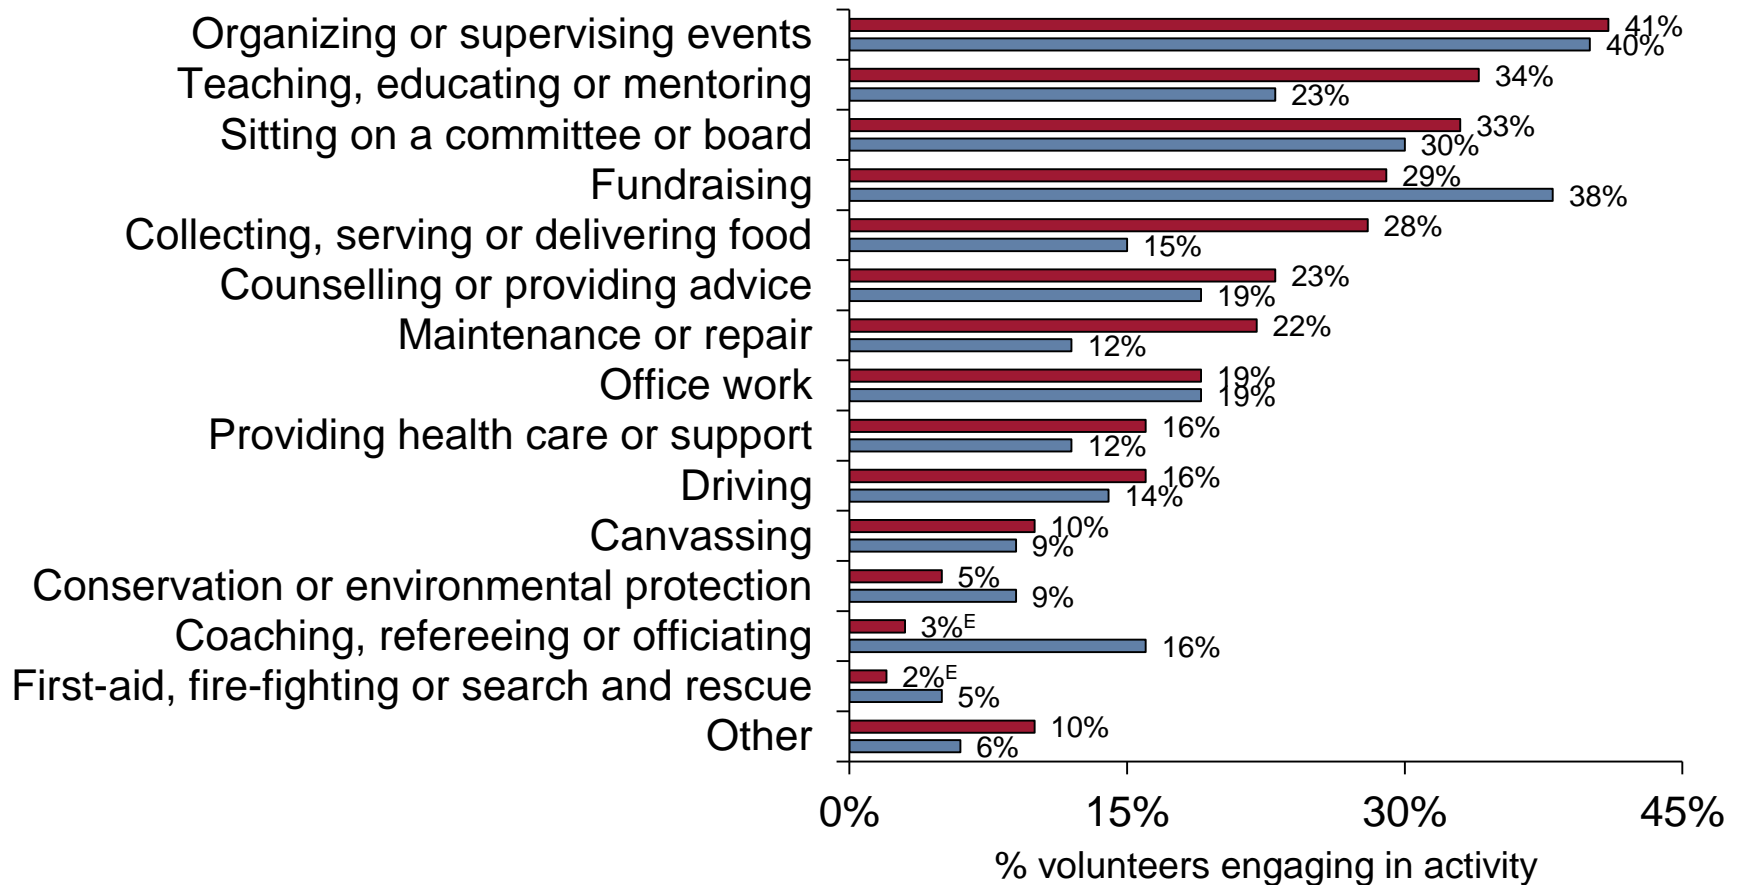 Organizing or supervising events
41%
40%
Teaching, educating or mentoring
34%
23%
Sitting on a committee or board
33%
30%
Fundraising
29%
38%
Collecting, serving or delivering food
28%
15%
Counselling or providing advice
23%
19%
Maintenance or repair
22%
12%
Office work
19%
19%
Providing health care or support
16%
12%
Driving
16%
14%
Canvassing
10%
9%
Conservation or environmental protection
5%
9%
Coaching, refereeing or officiating
3%ᴱ
16%
First-aid, fire-fighting or search and rescue
2%ᴱ
5%
Other
10%
6%
0% 15% 30% 45%
% volunteers engaging in activity